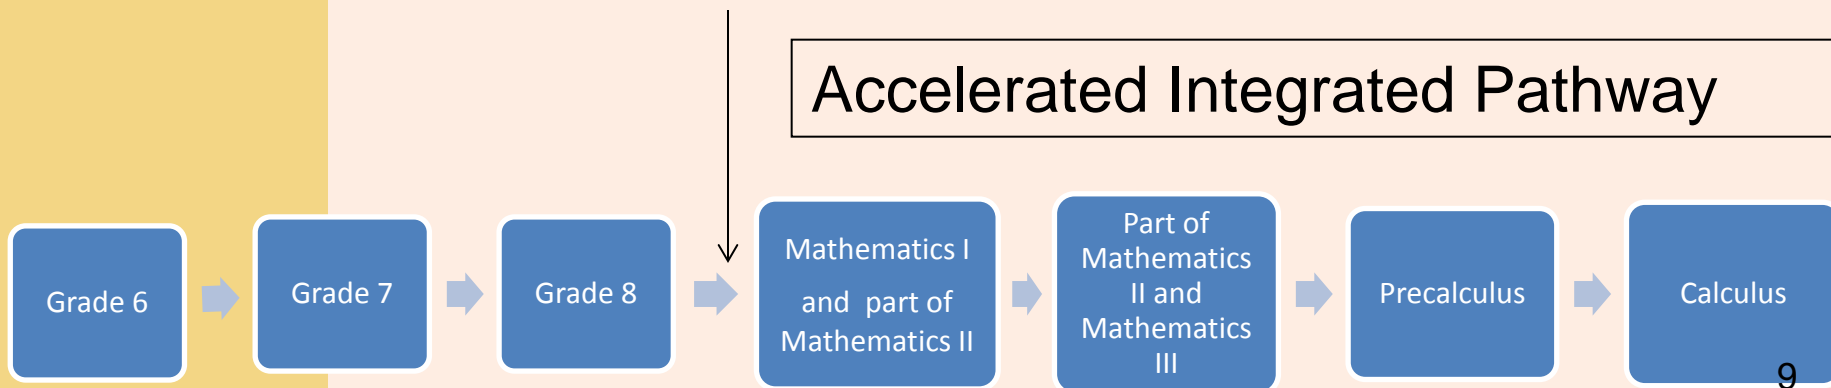 Accelerated Integrated Pathway
Grade 6
Grade 7
Grade 8
Mathematics I
and part of
Mathematics II
Part of
Mathematics
II and
Mathematics
III
Precalculus
Calculus
9